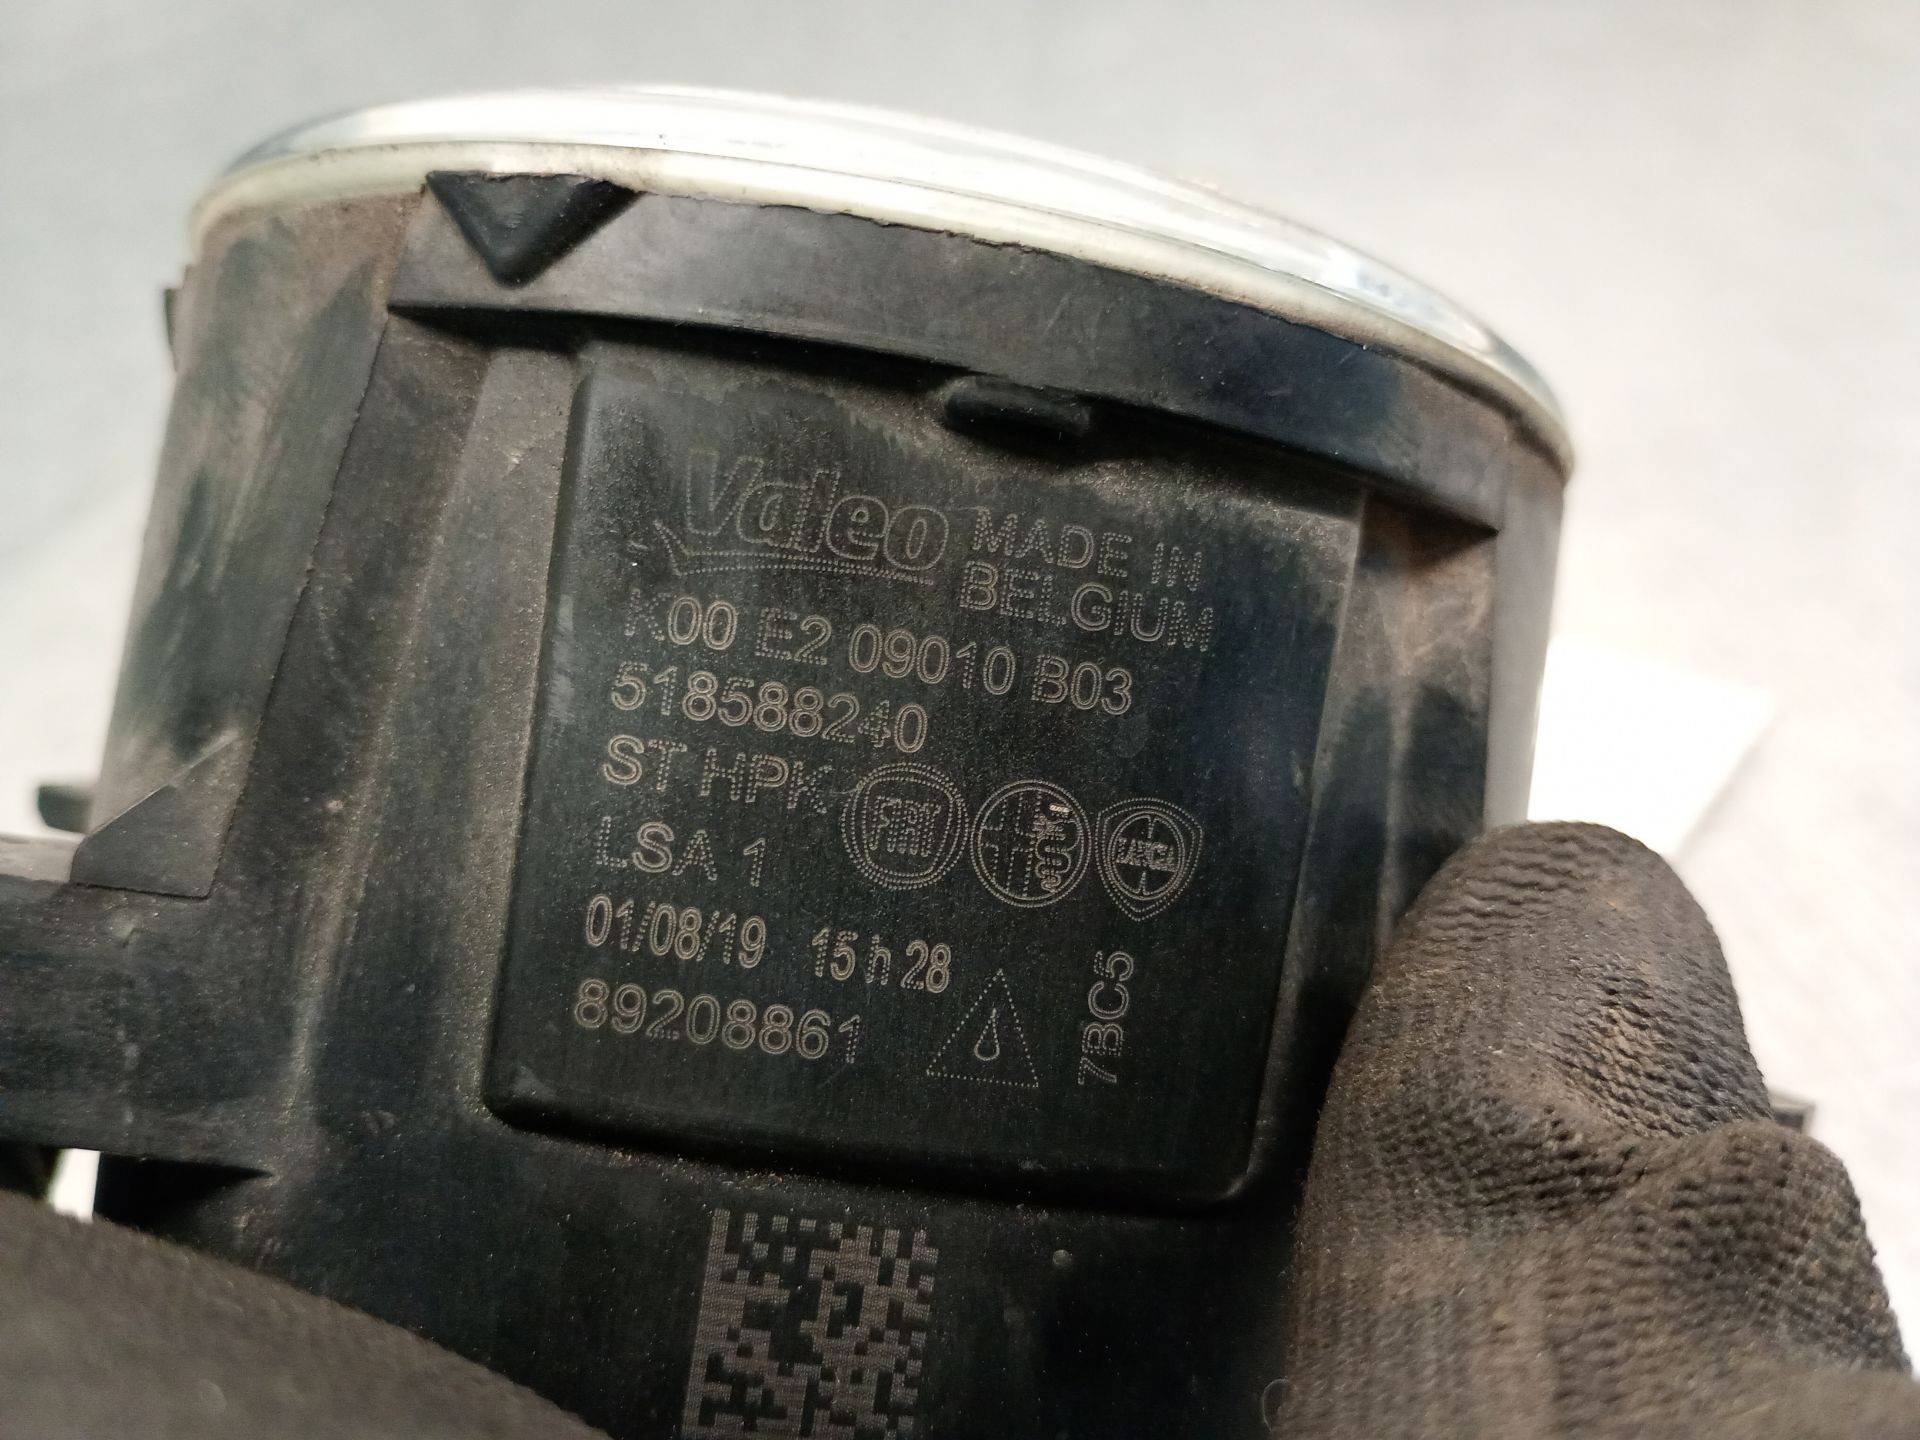 Valeo MADE IN
BELGIUM
K00 E2 09010 B03
518588240
ST HPK FIAT
LSA 1
01/08/19 15 h 28
89208861
7BC5